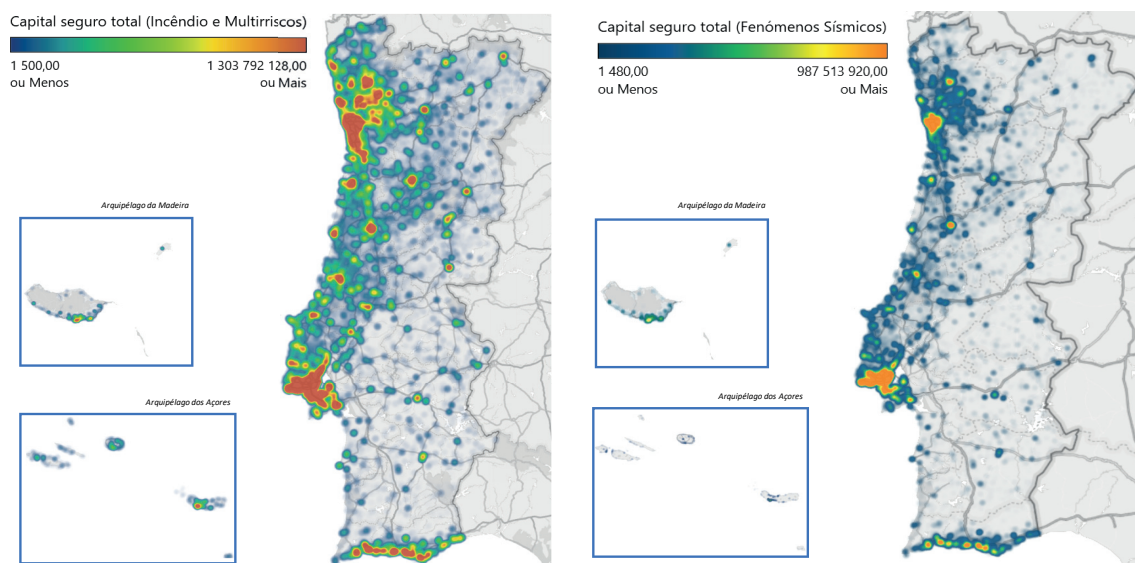 Capital seguro total (Incêndio e Multirriscos)
1 500,00
ou Menos
1 303 792 128,00
ou Mais
Arquipélago da Madeira
Arquipélago dos Açores
Capital seguro total (Fenómenos Sísmicos)
1 480,00
ou Menos
987 513 920,00
ou Mais
Arquipélago da Madeira
Arquipélago dos Açores